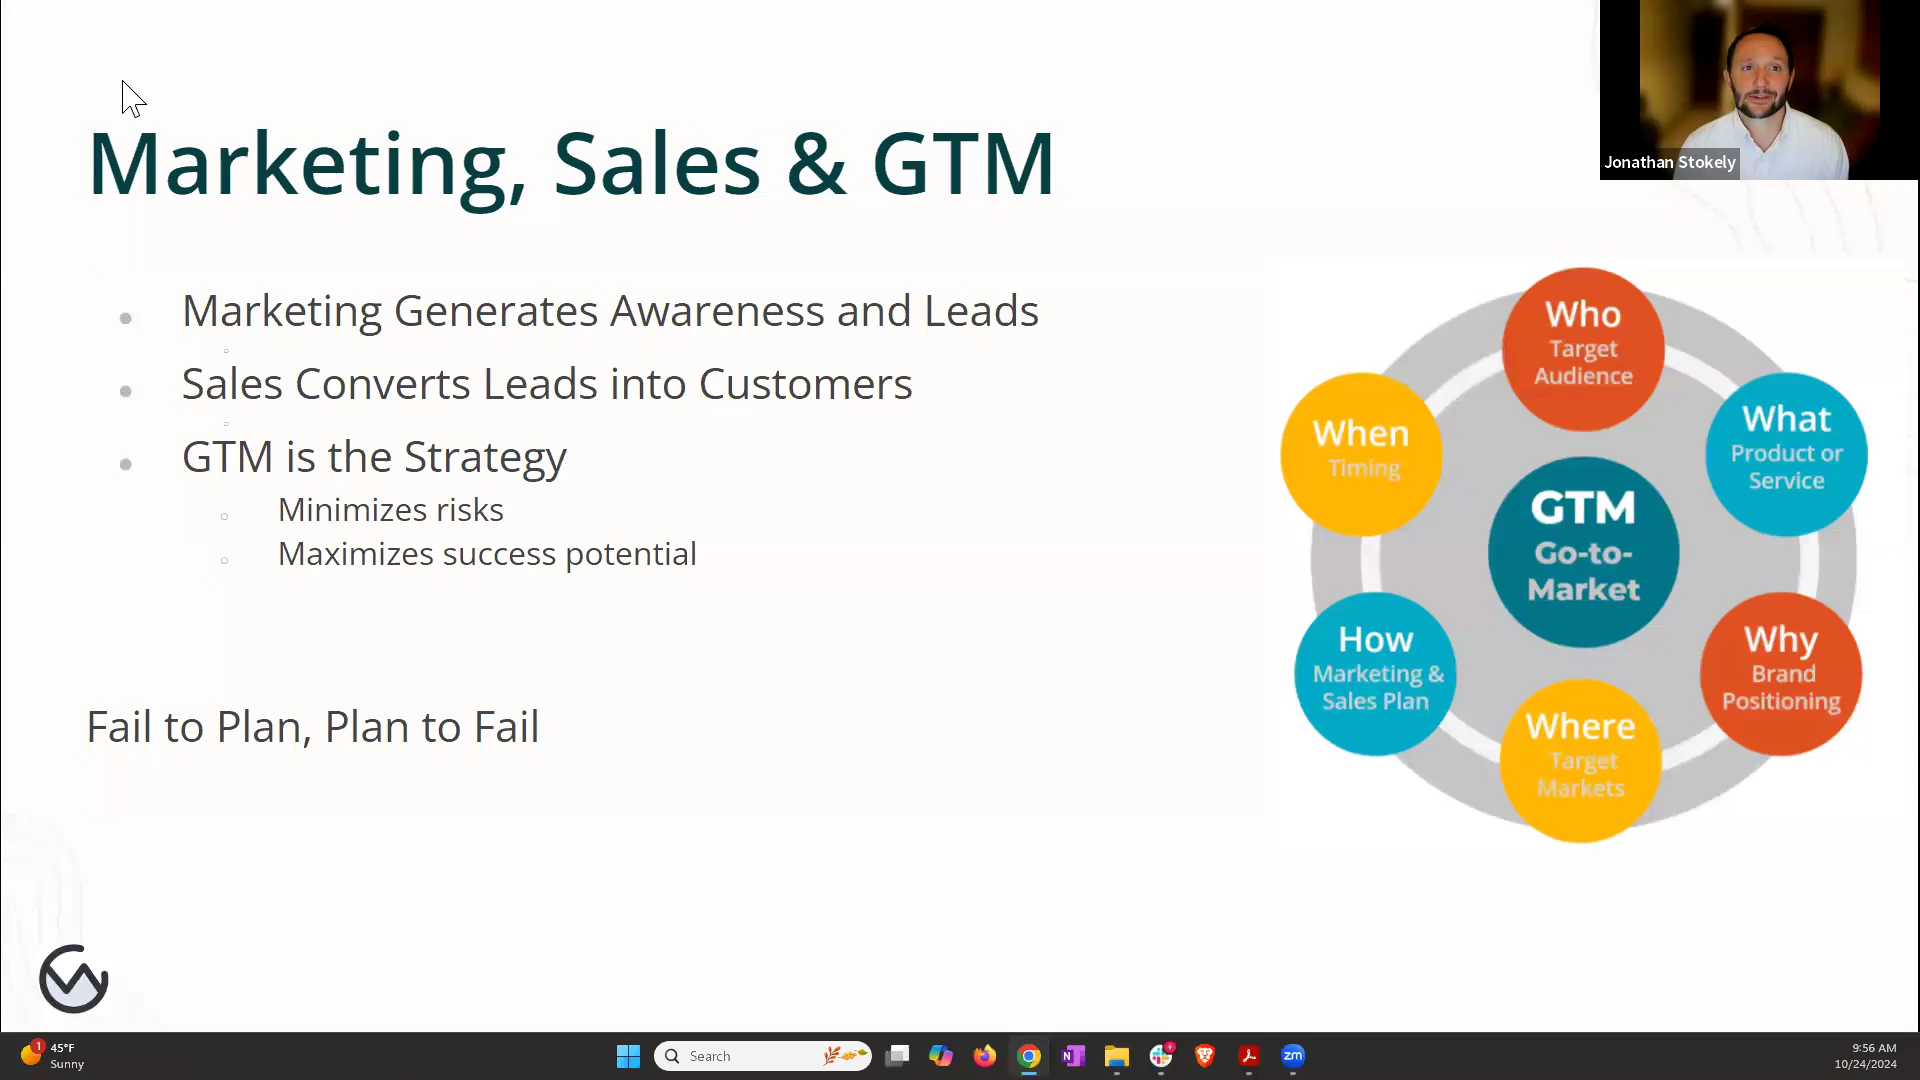 Jonathan Stokely
Marketing, Sales & GTM
Marketing Generates Awareness and Leads
Sales Converts Leads into Customers
GTM is the Strategy
Minimizes risks
Maximizes success potential
Fail to Plan, Plan to Fail
Who
Target
Audience
What
Product or
Service
Why
Brand
Positioning
Where
Target
Markets
How
Marketing &
Sales Plan
When
Timing
GTM
Go-to-
Market
1
45°F
Sunny
Search
N
zm
9:56 AM
10/24/2024